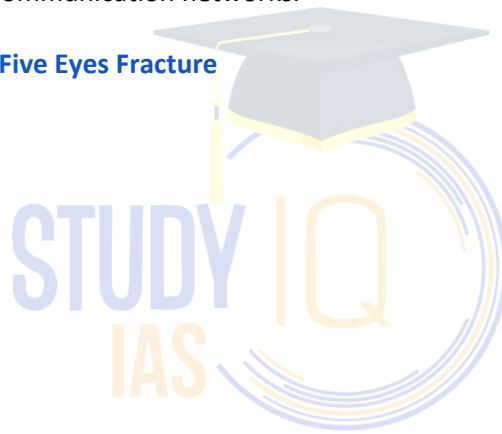 ommunication networks.
Five Eyes Fracture
STUDY IQ
IAS